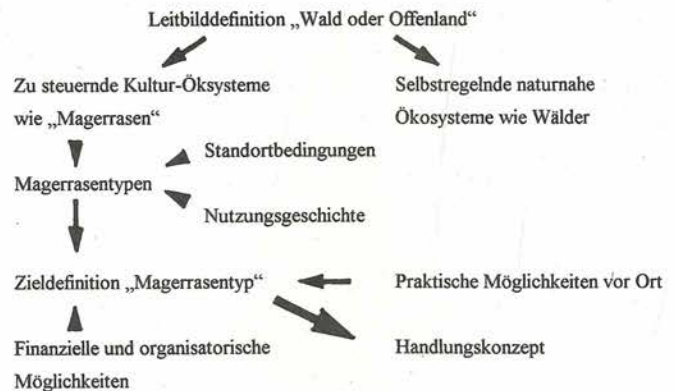 Leitbilddefinition „Wald oder Offenland“
Zu steuernde Kultur-Öksysteme
wie „Magerrasen“
Selbstregelnde naturnahe
Ökosysteme wie Wälder
Standortbedingungen
Magerrasentypen
Nutzungsgeschichte
Zieldefinition „Magerrasentyp“
Praktische Möglichkeiten vor Ort
Finanzielle und organisatorische
Möglichkeiten
Handlungskonzept